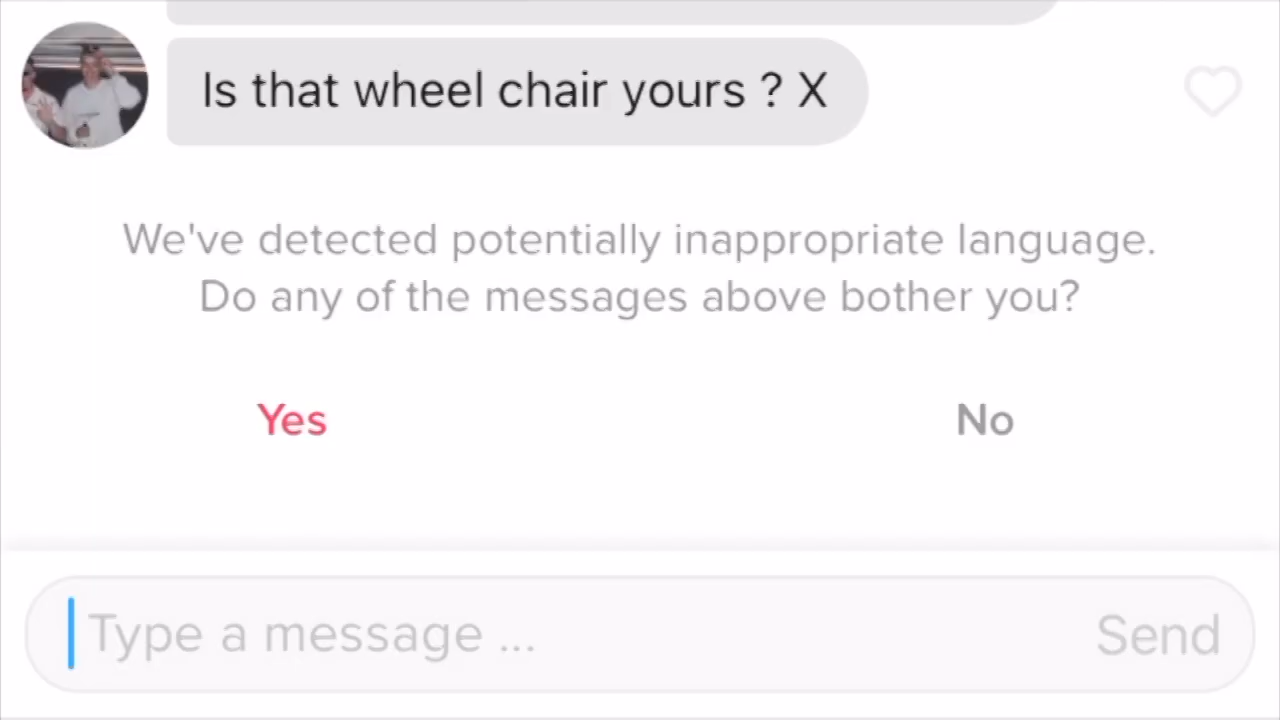 Is that wheel chair yours ? X
We've detected potentially inappropriate language.
Do any of the messages above bother you?
Yes
No
Type a message ...
Send